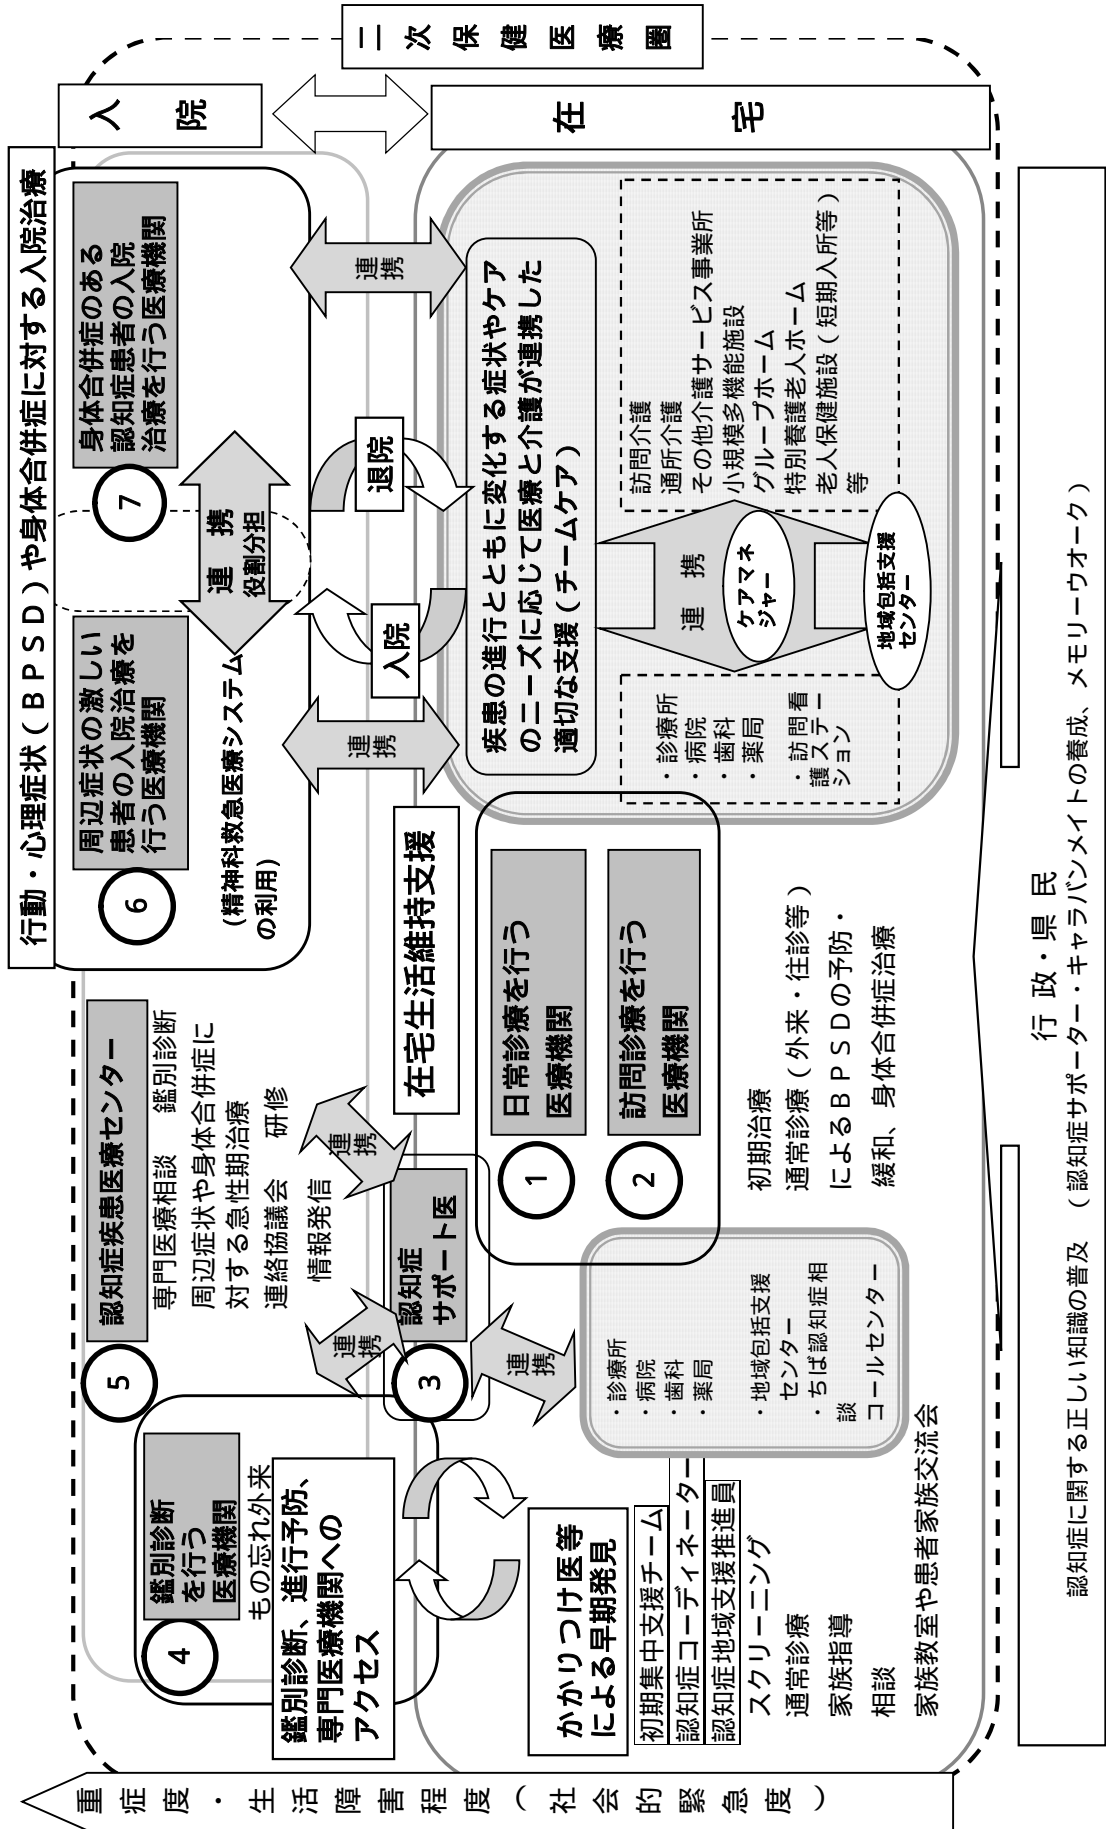 重症度・生活障害程度（社会的緊急度）
行動・心理症状（ＢＰＳＤ）や身体合併症に対する入院治療
入院
在宅
二次保健医療圏
4
鑑別診断
を行う
医療機関
もの忘れ外来
鑑別診断、進行予防、
専門医療機関への
アクセス
5
認知症疾患医療センター
専門医療相談　鑑別診断
周辺症状や身体合併症に
対する急性期治療
連絡協議会　研修
情報発信
6
周辺症状の激しい
患者の入院治療を
行う医療機関
(精神科救急医療システム
の利用)
連携
役割分担
7
身体合併症のある
認知症患者の入院
治療を行う医療機関
連携
連携
3
認知症
サポート医
連携
在宅生活維持支援
連携
入院
退院
連携
かかりつけ医等
による早期発見
初期集中支援チーム
認知症コーディネーター
認知症地域支援推進員
スクリーニング
通常診療
家族指導
相談
家族教室や患者家族交流会
・診療所
・病院
・歯科
・薬局
・地域包括支援
センター
・ちば認知症相
談
コールセンター
1
日常診療を行う
医療機関
2
訪問診療を行う
医療機関
初期治療
通常診療（外来・往診等）
によるＢＰＳＤの予防・
緩和、身体合併症治療
疾患の進行とともに変化する症状やケア
のニーズに応じて医療と介護が連携した
適切な支援（チームケア）
・診療所
・病院
・歯科
・薬局
・訪問看
護ステー
ション
連携
ケアマネ
ジャー
地域包括支援
センター
訪問介護
通所介護
その他介護サービス事業所
小規模多機能施設
グループホーム
特別養護老人ホーム
老人保健施設（短期入所等）
等
行政・県民
認知症に関する正しい知識の普及　（認知症サポーター・キャラバンメイトの養成、メモリーウオーク）